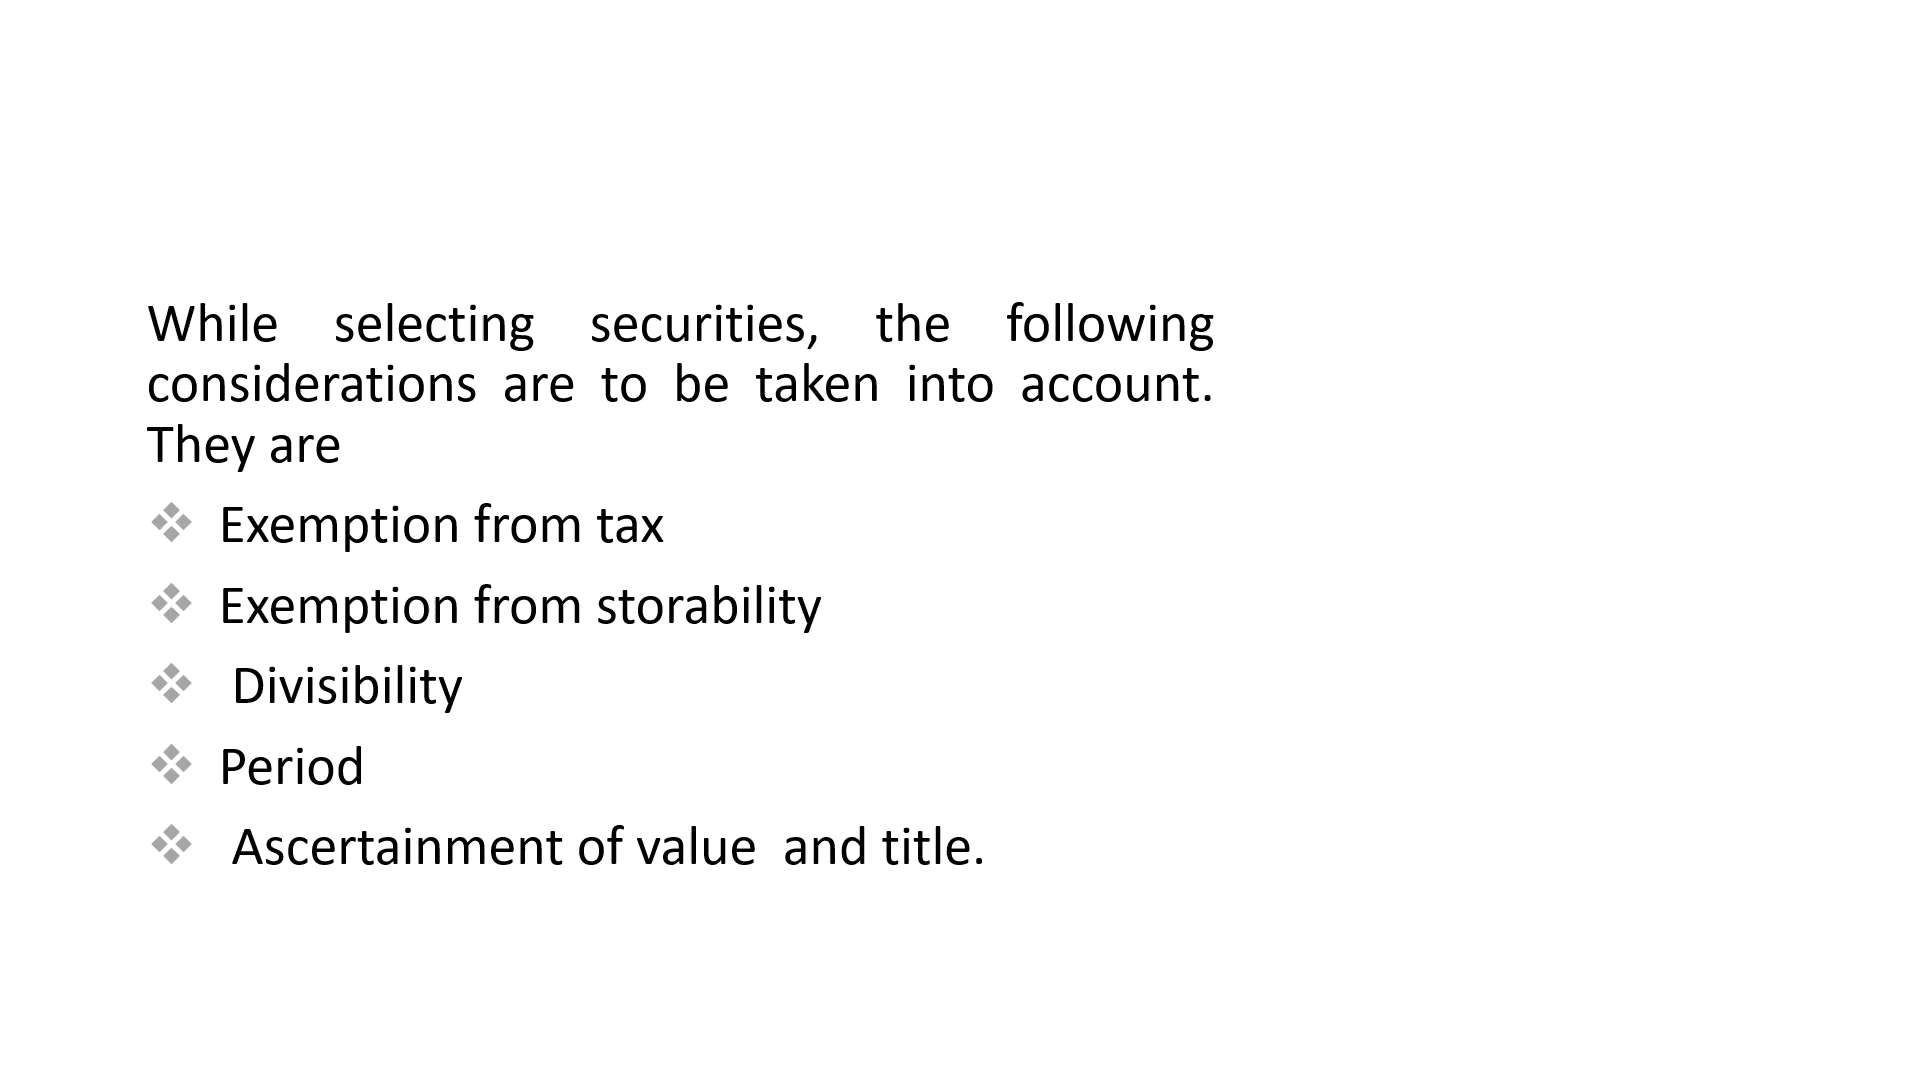 While selecting securities, the following
considerations are to be taken into account.
They are
❖ Exemption from tax
❖ Exemption from storability
❖ Divisibility
❖ Period
❖ Ascertainment of value and title.